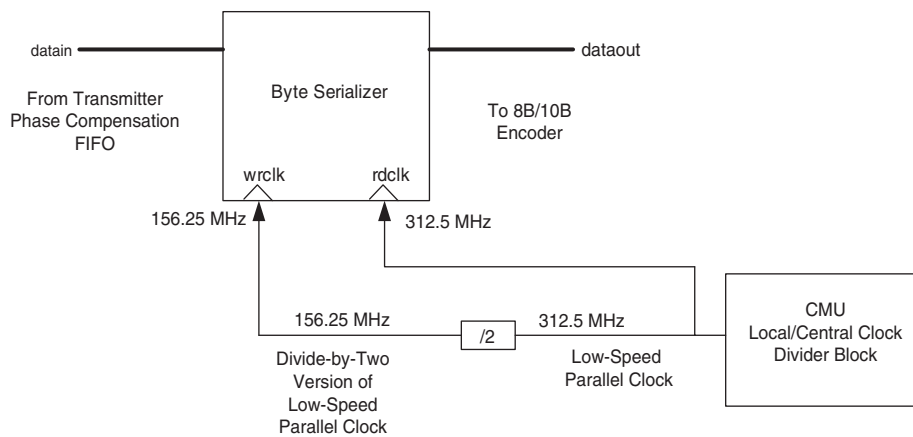 datain
dataout
Byte Serializer
From Transmitter
Phase Compensation
FIFO
To 8B/10B
Encoder
wrclk
rdclk
156.25 MHz
312.5 MHz
156.25 MHz
/2
312.5 MHz
Divide-by-Two
Version of
Low-Speed
Parallel Clock
Low-Speed
Parallel Clock
CMU
Local/Central Clock
Divider Block